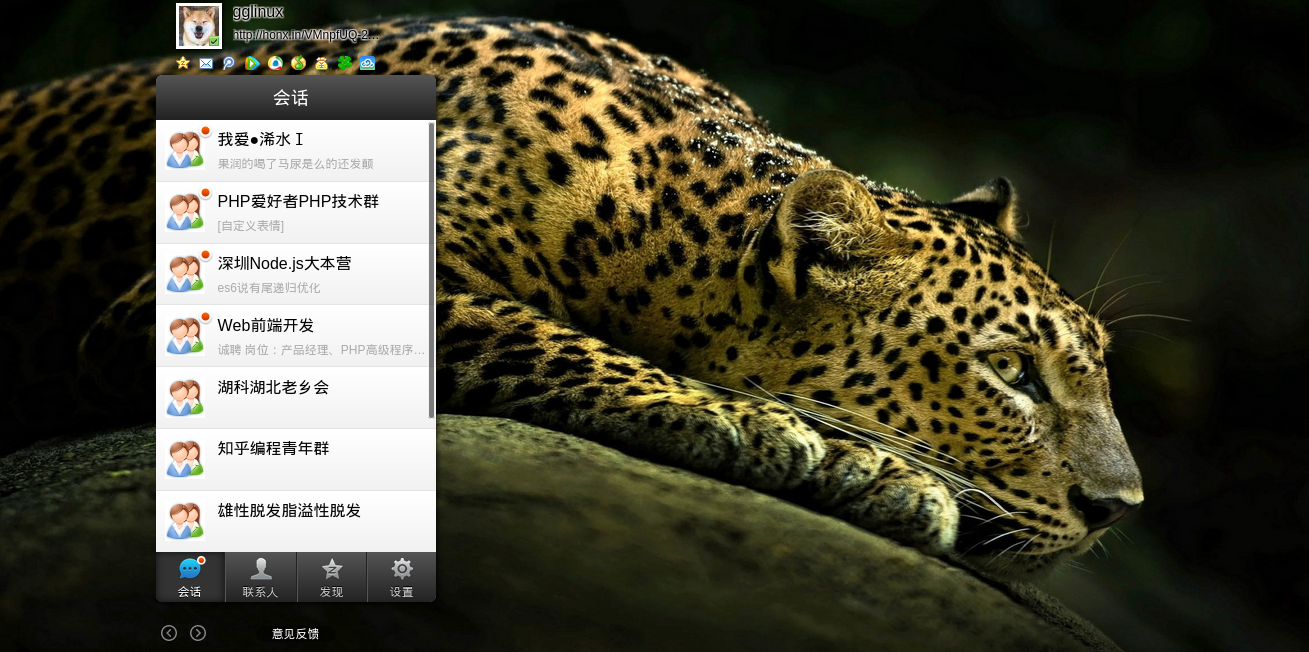 gglinux
http://honx.in/VMnpfUQ-2...
会话
我爱●浠水Ｉ
果润的喝了马尿是么的还发颠
PHP爱好者PHP技术群
[自定义表情]
深圳Node.js大本营
es6说有尾递归优化
Web前端开发
诚聘 岗位：产品经理、PHP高级程序...
湖科湖北老乡会
知乎编程青年群
雄性脱发脂溢性脱发
会话 联系人 发现 设置
意见反馈